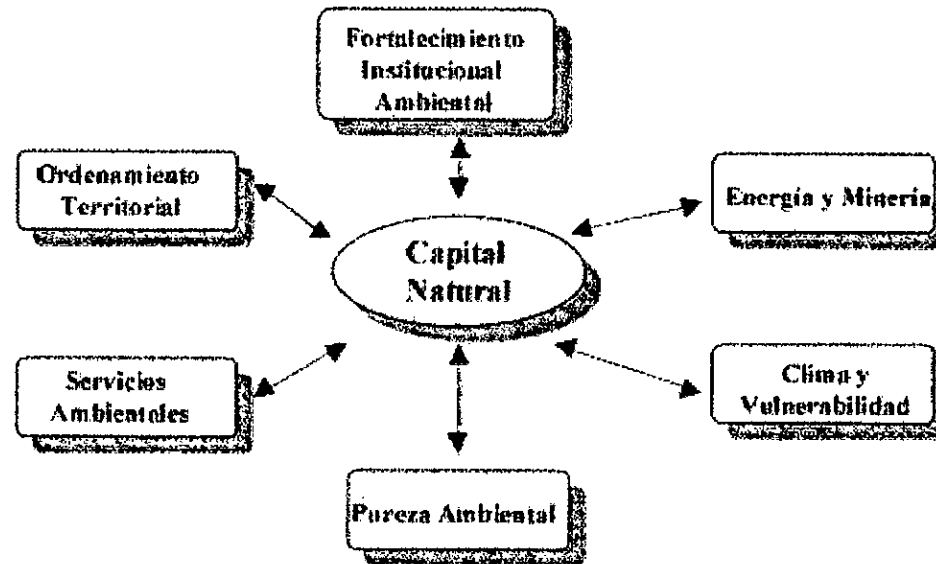 Fortalecimiento
Institucional
Ambiental
Ordenamiento
Territorial
Energía y Minería
Capital
Natural
Servicios
Ambientales
Clima y
Vulnerabilidad
Pureza Ambiental